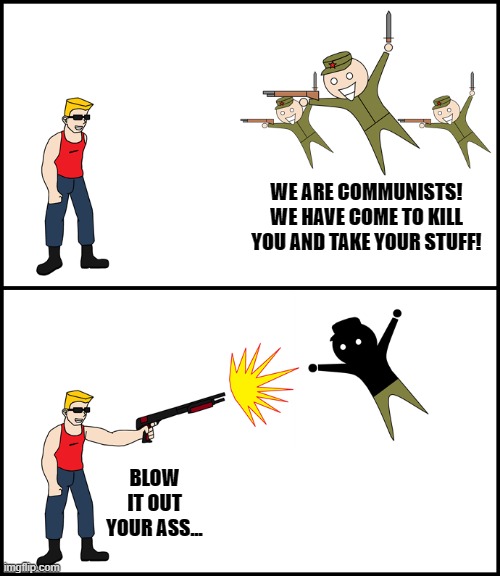 WE ARE COMMUNISTS!
WE HAVE COME TO KILL
YOU AND TAKE YOUR STUFF!
BLOW
IT OUT
YOUR ASS...
imgflip.com